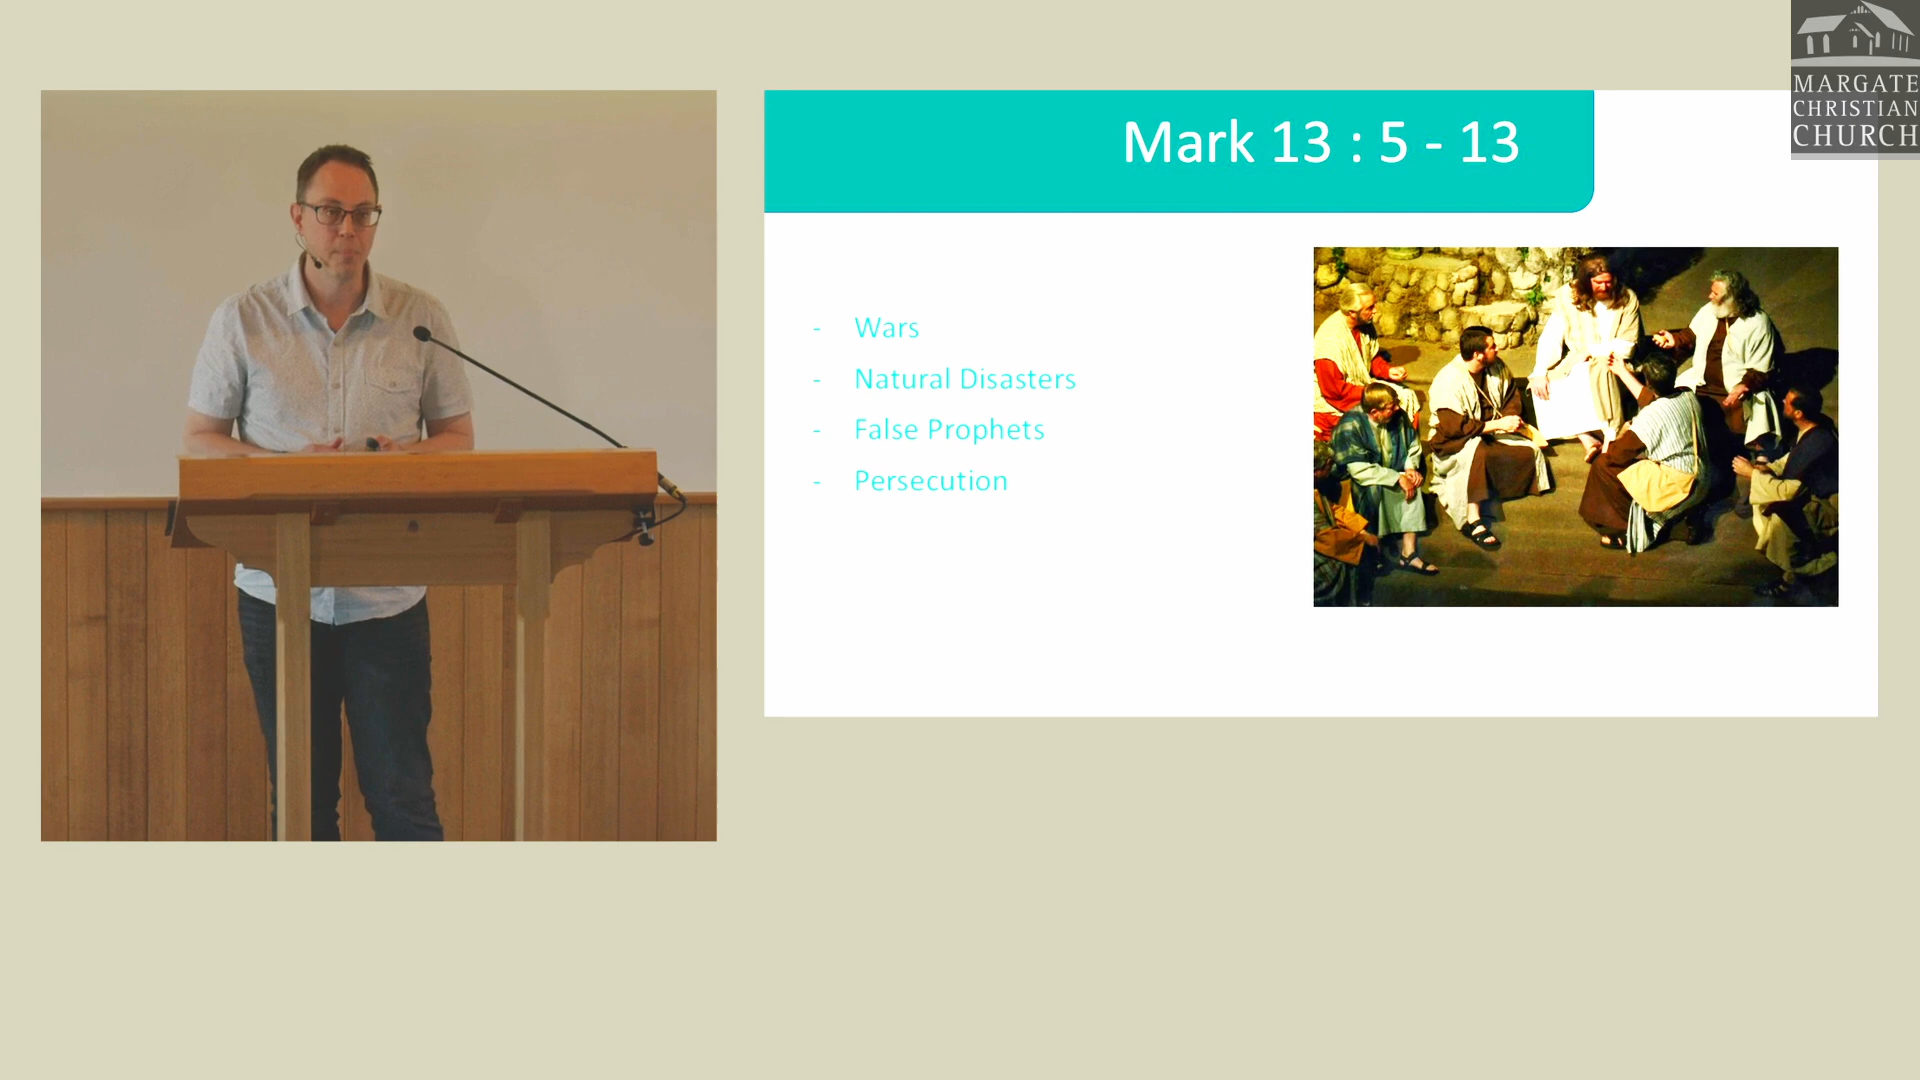 MARGATE
CHRISTIAN
CHURCH
Mark 13 : 5 - 13
- Wars
- Natural Disasters
- False Prophets
- Persecution